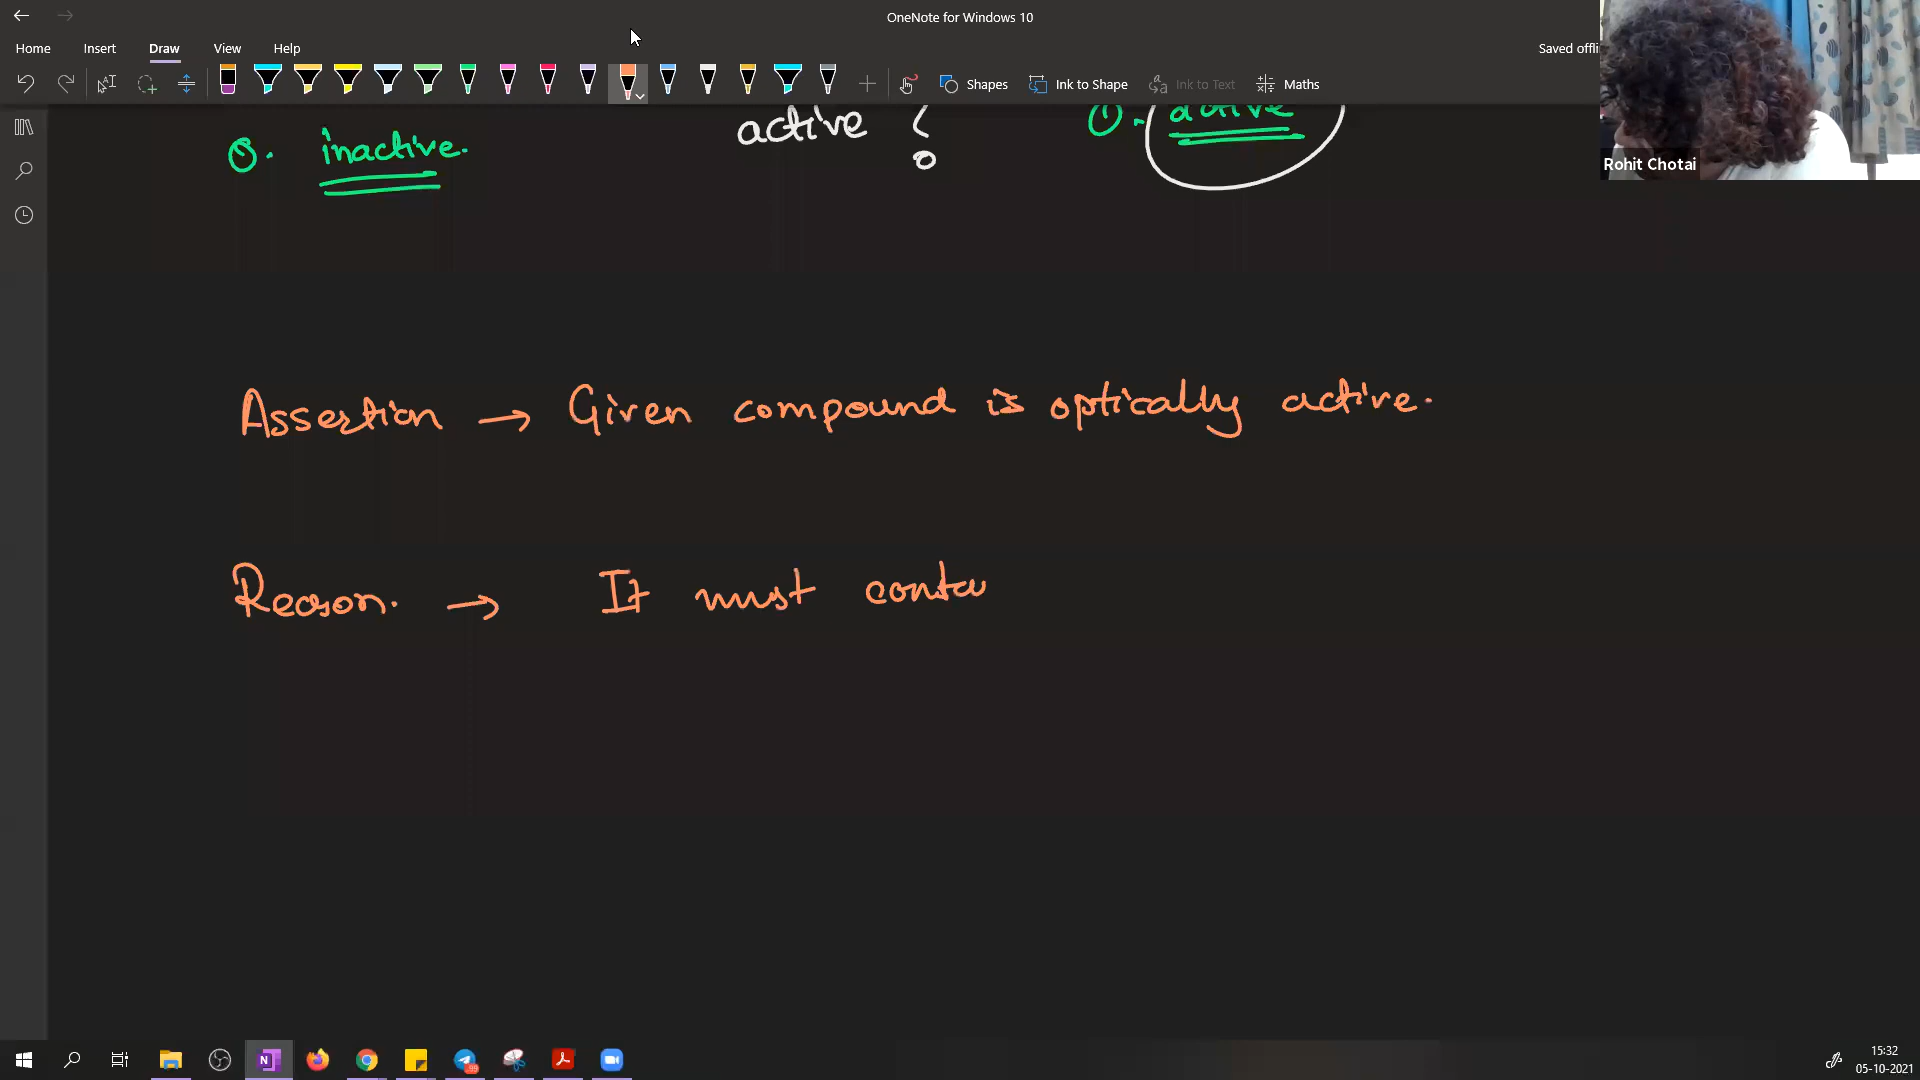 OneNote for Windows 10
Home Insert Draw View Help
Saved offli
Shapes Ink to Shape Ink to Text Maths
Rohit Chotai
inactive.
active
active
Assertion → Given compound is optically active.
Reason. → It must conta
15:32
05-10-2021